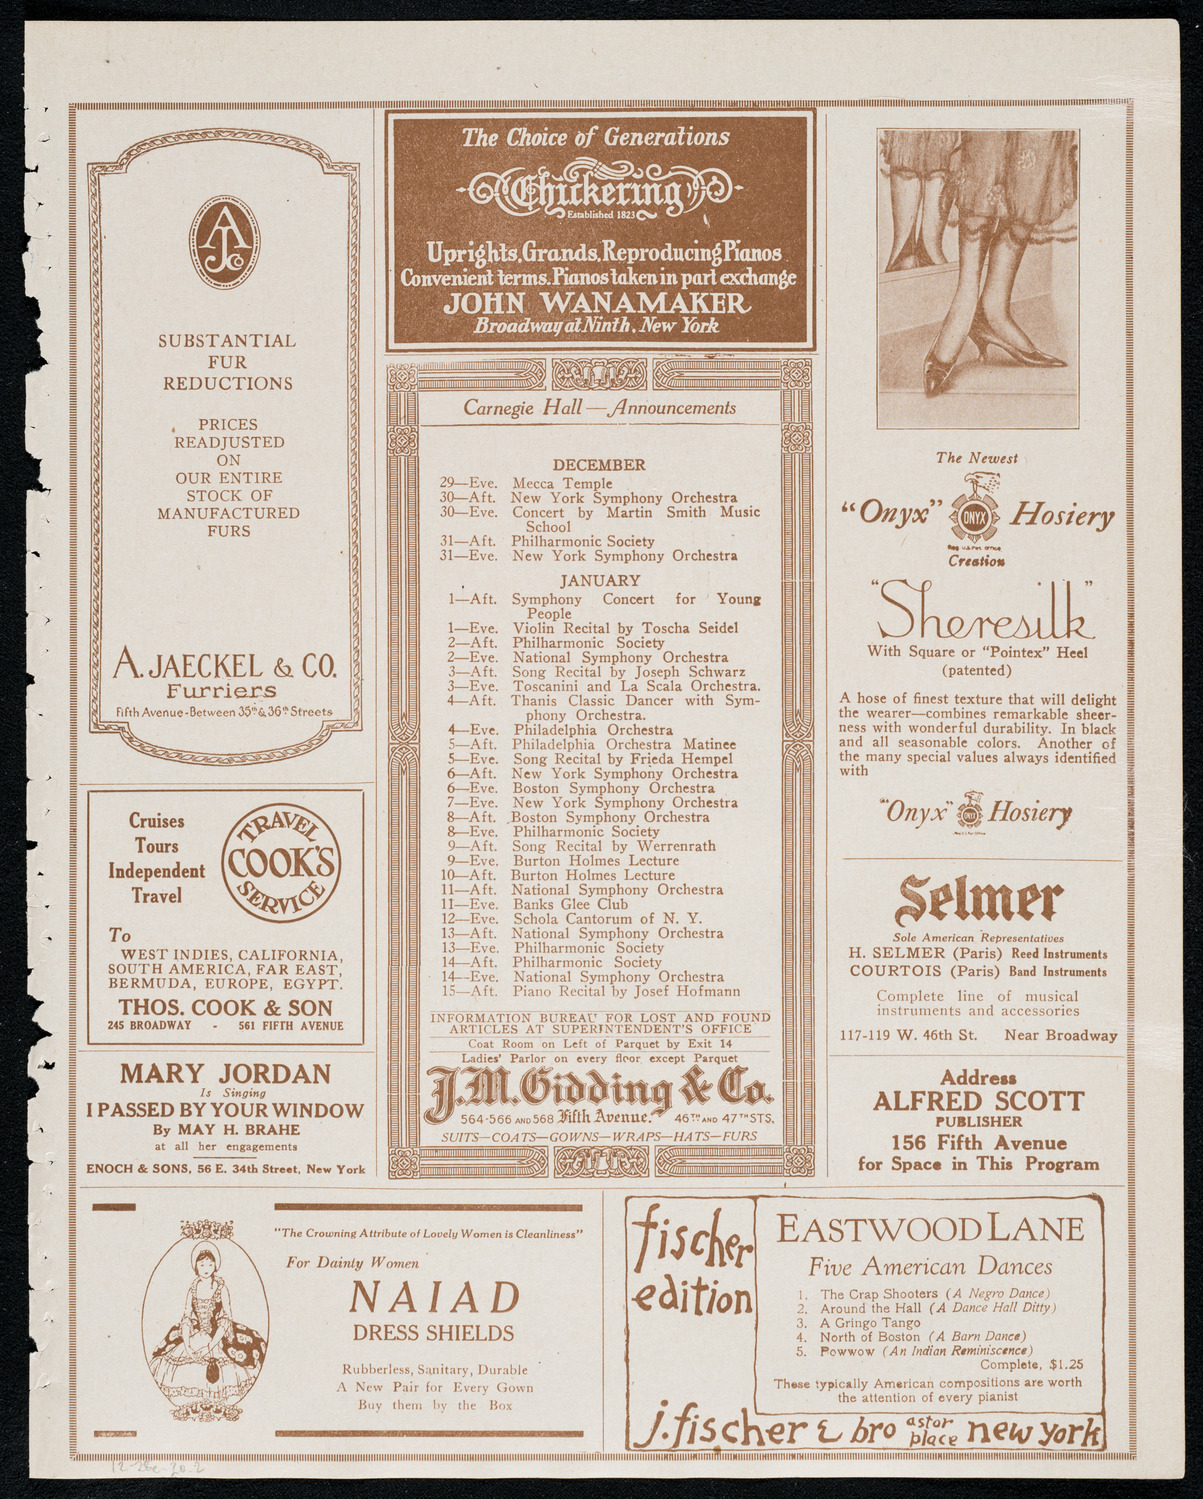 AJCo
SUBSTANTIAL
FUR
REDUCTIONS
PRICES
READJUSTED
ON
OUR ENTIRE
STOCK OF
MANUFACTURED
FURS
A. JAECKEL & CO.
Furriers
Fifth Avenue-Between 35th & 36th Streets
Cruises
Tours
Independent
Travel
TRAVEL
COOK'S
SERVICE
To
WEST INDIES, CALIFORNIA,
SOUTH AMERICA, FAR EAST,
BERMUDA, EUROPE, EGYPT.
THOS. COOK & SON
245 BROADWAY - 561 FIFTH AVENUE
MARY JORDAN
Is Singing
I PASSED BY YOUR WINDOW
By MAY H. BRAHE
at all her engagements
ENOCH & SONS, 56 E. 34th Street, New York
The Choice of Generations
Chickering
Established 1823
Uprights, Grands, Reproducing Pianos
Convenient terms. Pianos taken in part exchange
JOHN WANAMAKER
Broadway at Ninth, New York
Carnegie Hall — Announcements
DECEMBER
29—Eve. Mecca Temple
30—Aft. New York Symphony Orchestra
30—Eve. Concert by Martin Smith Music
School
31—Aft. Philharmonic Society
31—Eve. New York Symphony Orchestra
JANUARY
1—Aft. Symphony Concert for Young
People
1—Eve. Violin Recital by Toscha Seidel
2—Aft. Philharmonic Society
2—Eve. National Symphony Orchestra
3—Aft. Song Recital by Joseph Schwarz
3—Eve. Toscanini and La Scala Orchestra.
4—Aft. Thanis Classic Dancer with Sym-
phony Orchestra.
4—Eve. Philadelphia Orchestra
5—Aft. Philadelphia Orchestra Matinee
5—Eve. Song Recital by Frieda Hempel
6—Aft. New York Symphony Orchestra
6—Eve. Boston Symphony Orchestra
7—Eve. New York Symphony Orchestra
8—Aft. Boston Symphony Orchestra
8—Eve. Philharmonic Society
9—Aft. Song Recital by Werrenrath
9—Eve. Burton Holmes Lecture
10—Aft. Burton Holmes Lecture
11—Aft. National Symphony Orchestra
11—Eve. Banks Glee Club
12—Eve. Schola Cantorum of N. Y.
13—Aft. National Symphony Orchestra
13—Eve. Philharmonic Society
14—Aft. Philharmonic Society
14—Eve. National Symphony Orchestra
15—Aft. Piano Recital by Josef Hofmann
INFORMATION BUREAU FOR LOST AND FOUND
ARTICLES AT SUPERINTENDENT'S OFFICE
Coat Room on Left of Parquet by Exit 14
Ladies' Parlor on every floor except Parquet
J.M. Gidding & Co.
564-566 AND 568 Fifth Avenue. 46TH AND 47TH STS.
SUITS—COATS—GOWNS—WRAPS—HATS—FURS
The Newest
"Onyx" ONYX Hosiery
Reg. U.S. Pat. Office
Creation
"Sheresilk"
With Square or "Pointex" Heel
(patented)
A hose of finest texture that will delight
the wearer—combines remarkable sheer-
ness with wonderful durability. In black
and all seasonable colors. Another of
the many special values always identified
with
"Onyx" ONYX Hosiery
Selmer
Sole American Representatives
H. SELMER (Paris) Reed Instruments
COURTOIS (Paris) Band Instruments
Complete line of musical
instruments and accessories
117-119 W. 46th St. Near Broadway
Address
ALFRED SCOTT
PUBLISHER
156 Fifth Avenue
for Space in This Program
"The Crowning Attribute of Lovely Women is Cleanliness"
For Dainty Women
NAIAD
DRESS SHIELDS
Rubberless, Sanitary, Durable
A New Pair for Every Gown
Buy them by the Box
fischer
edition
EASTWOOD LANE
Five American Dances
1. The Crap Shooters (A Negro Dance)
2. Around the Hall (A Dance Hall Ditty)
3. A Gringo Tango
4. North of Boston (A Barn Dance)
5. Powwow (An Indian Reminiscence)
Complete, $1.25
These typically American compositions are worth
the attention of every pianist
j. fischer & bro astor place new york